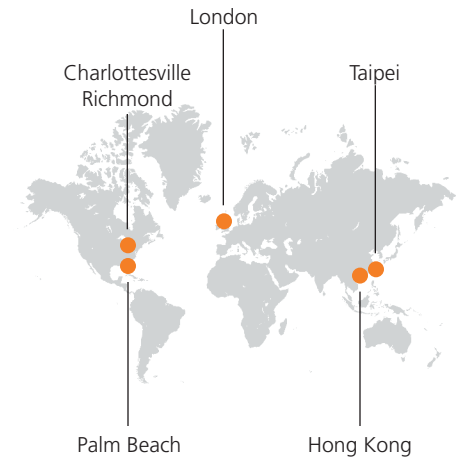 London
Charlottesville
Richmond
Taipei
Palm Beach
Hong Kong